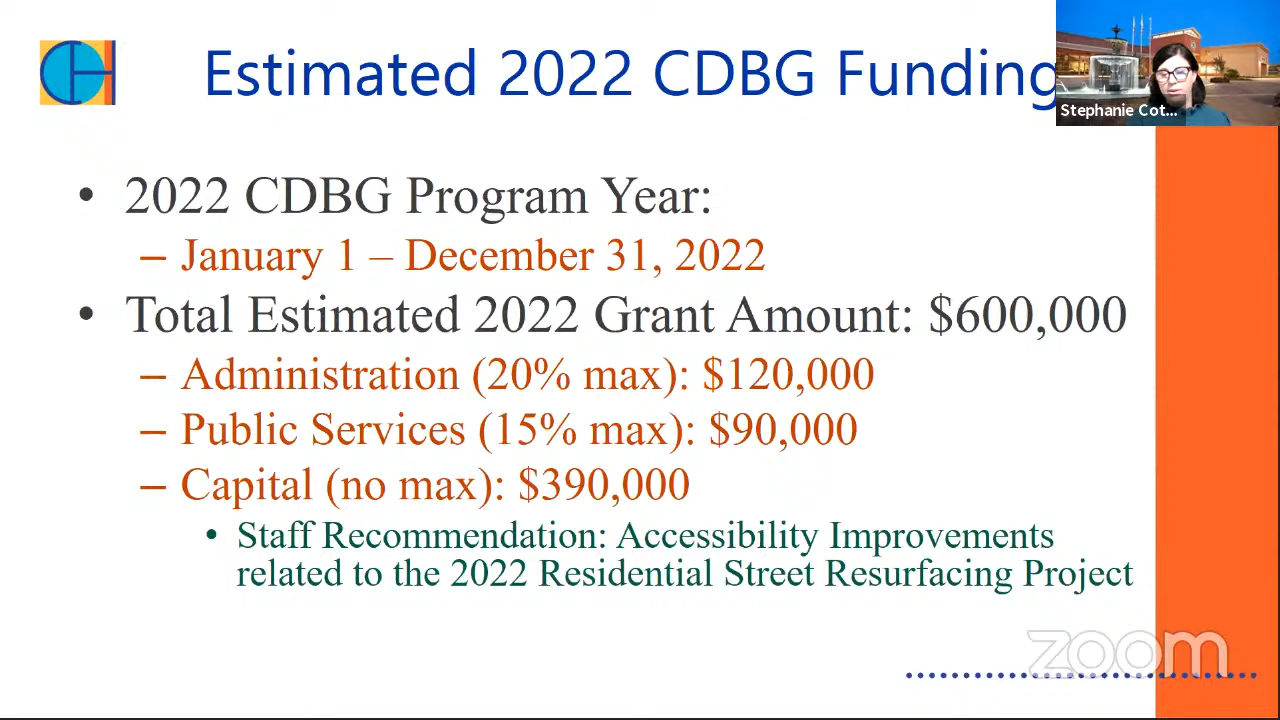 Estimated 2022 CDBG Funding
Stephanie Cot...
• 2022 CDBG Program Year:
– January 1 – December 31, 2022
• Total Estimated 2022 Grant Amount: $600,000
– Administration (20% max): $120,000
– Public Services (15% max): $90,000
– Capital (no max): $390,000
• Staff Recommendation: Accessibility Improvements
related to the 2022 Residential Street Resurfacing Project
zoom